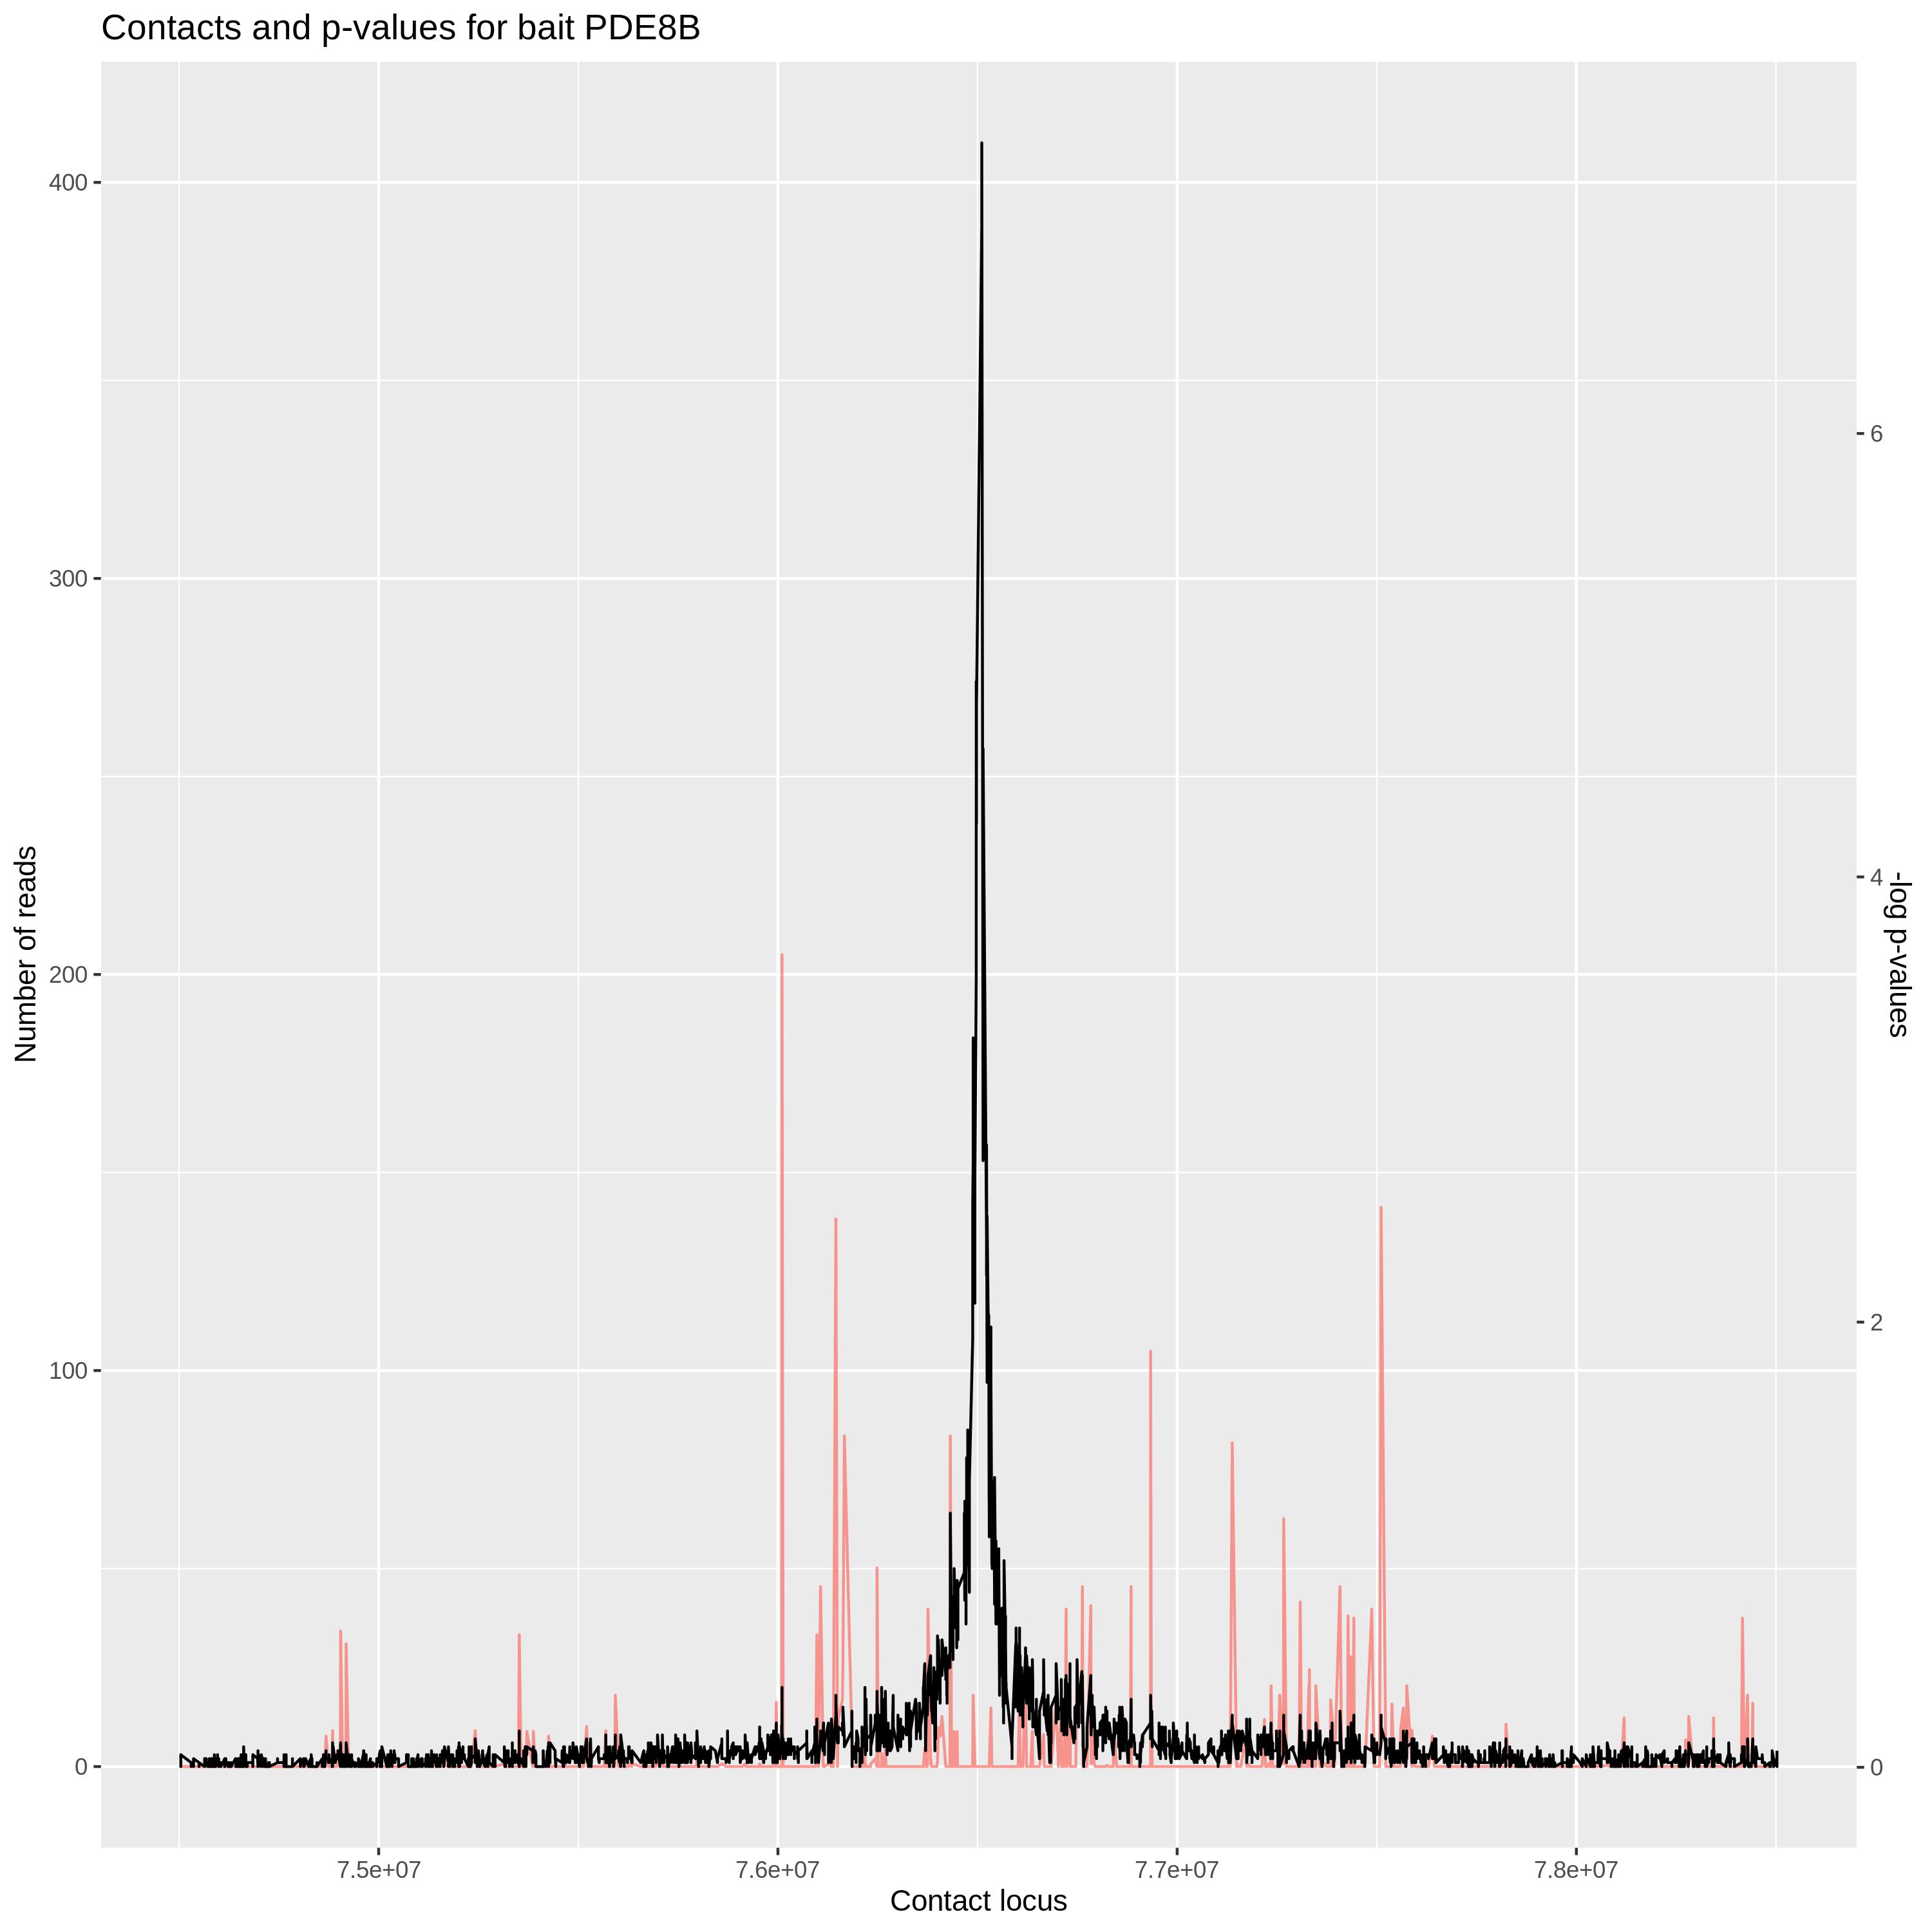 Contacts and p-values for bait PDE8B
400
300
200
100
0
Number of reads
6
4
2
0
-log p-values
7.5e+07
7.6e+07
7.7e+07
7.8e+07
Contact locus